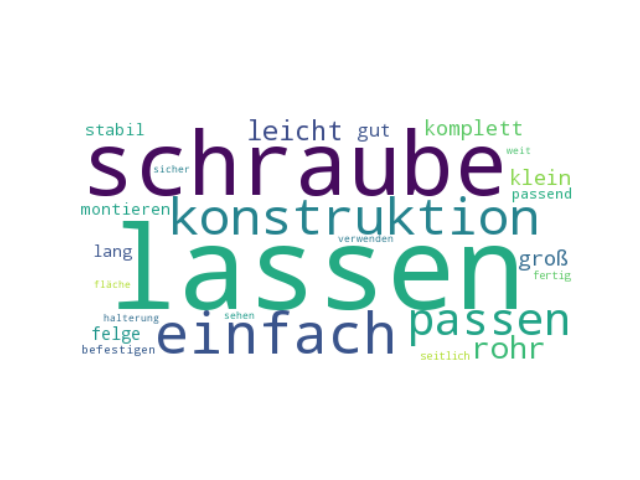 stabil leicht gut komplett
schraube
weit
sicher
klein
passend
montieren konstruktion
verwenden
lang lassen groß
fertig
fläche
halterung sehen
felge einfach passen
befestigen
seitlich rohr